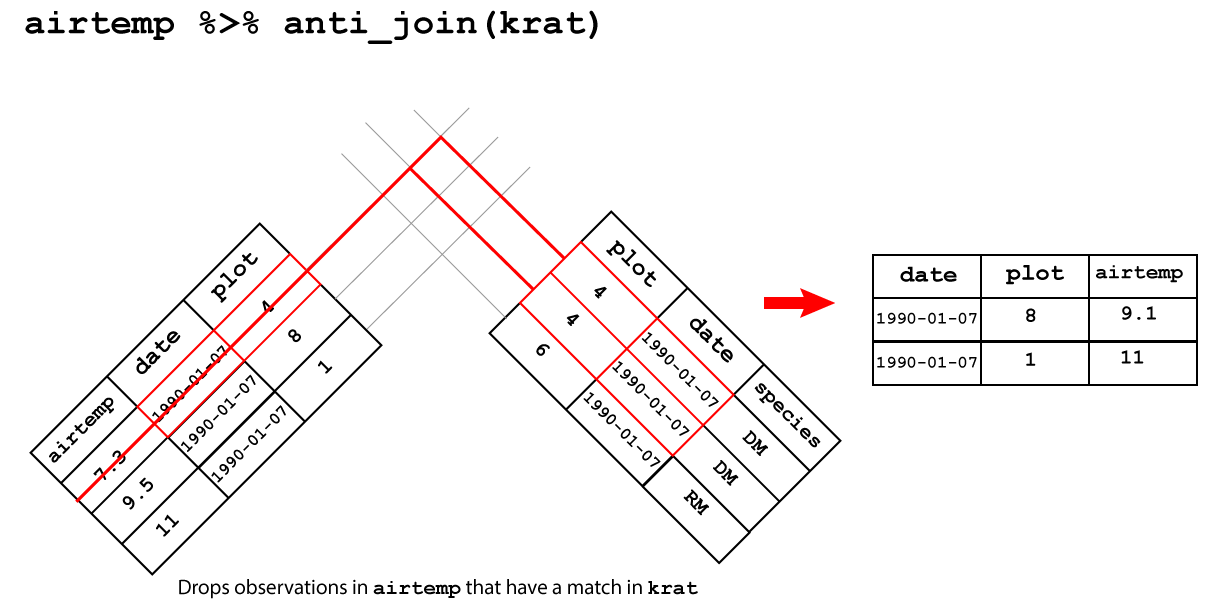 airtemp %>% anti_join(krat)
airtemp date plot
7.3 1990-01-07 4
9.5 1990-01-07 8
11 1990-01-07 1
plot date species
4 1990-01-07 DM
4 1990-01-07 DM
6 1990-01-07 RM
date plot airtemp
1990-01-07 8 9.1
1990-01-07 1 11
Drops observations in airtemp that have a match in krat